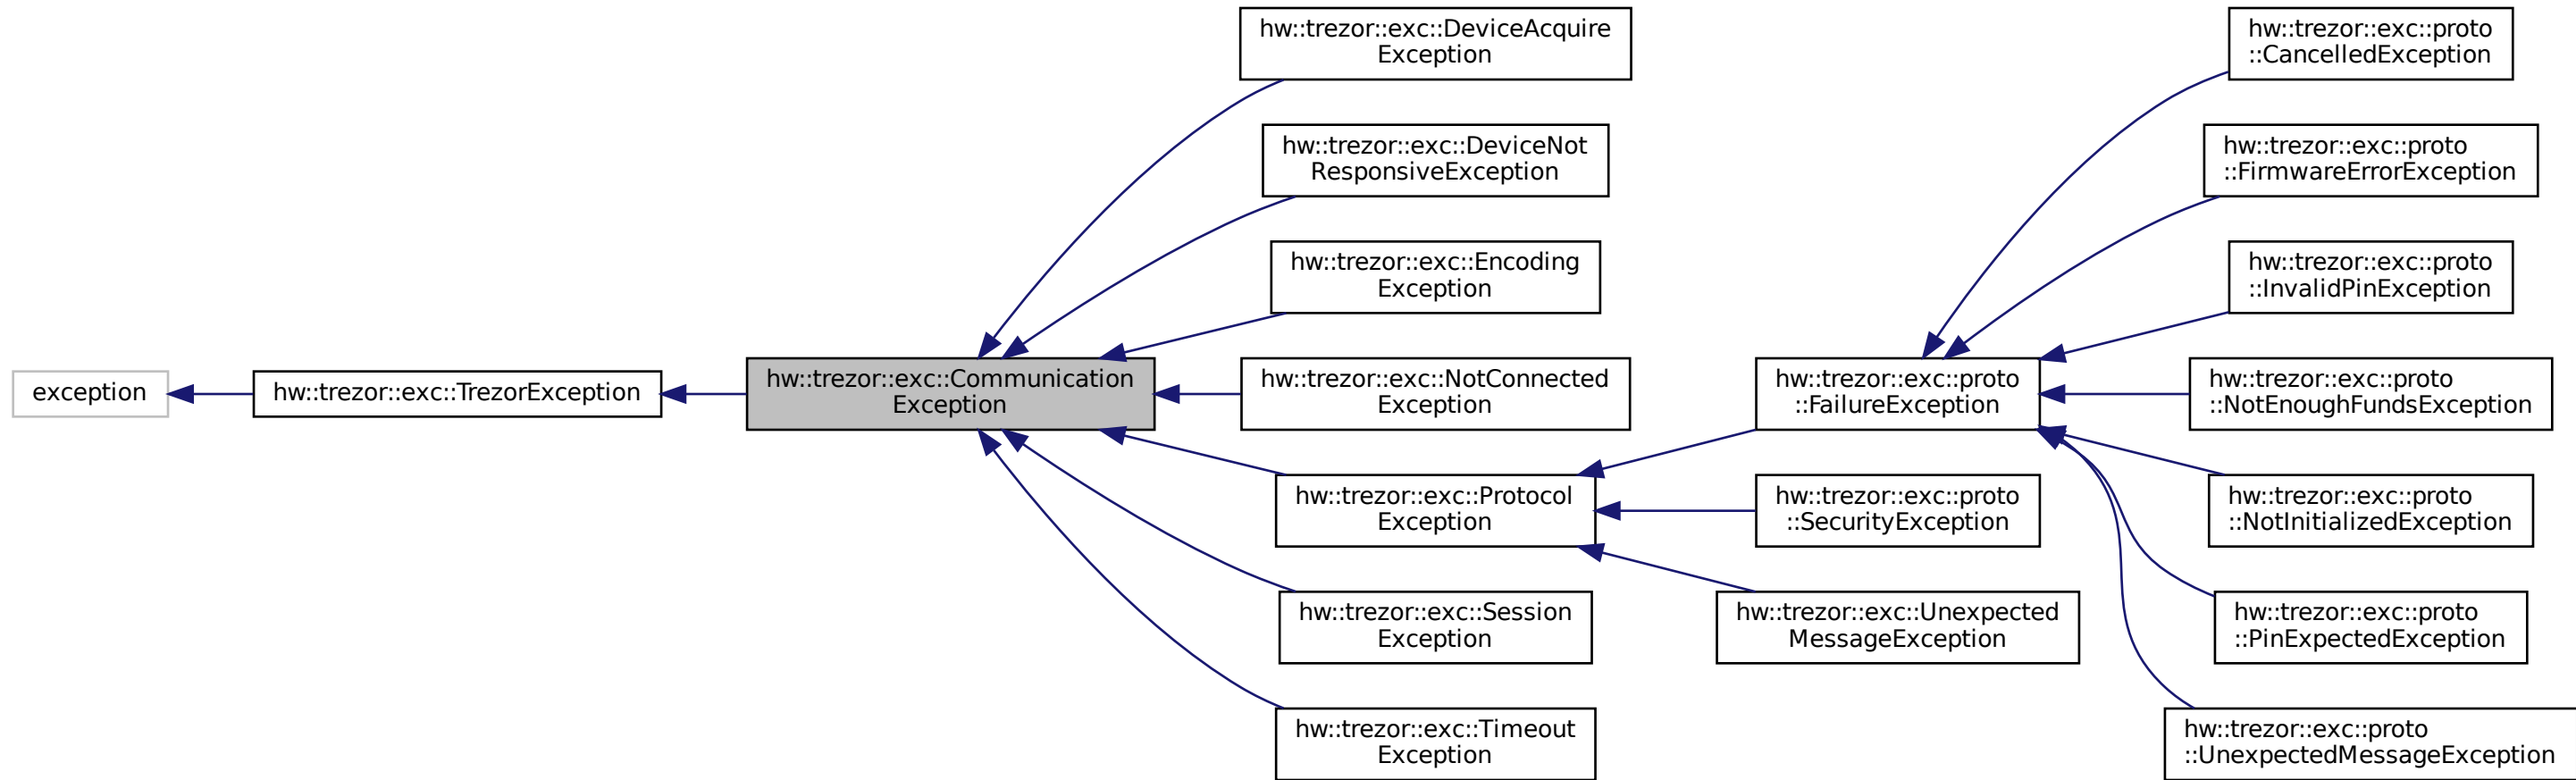 exception
hw::trezor::exc::TrezorException
hw::trezor::exc::Communication
Exception
hw::trezor::exc::DeviceAcquire
Exception
hw::trezor::exc::DeviceNot
ResponsiveException
hw::trezor::exc::Encoding
Exception
hw::trezor::exc::NotConnected
Exception
hw::trezor::exc::Protocol
Exception
hw::trezor::exc::Session
Exception
hw::trezor::exc::Timeout
Exception
hw::trezor::exc::proto
::FailureException
hw::trezor::exc::proto
::SecurityException
hw::trezor::exc::Unexpected
MessageException
hw::trezor::exc::proto
::CancelledException
hw::trezor::exc::proto
::FirmwareErrorException
hw::trezor::exc::proto
::InvalidPinException
hw::trezor::exc::proto
::NotEnoughFundsException
hw::trezor::exc::proto
::NotInitializedException
hw::trezor::exc::proto
::PinExpectedException
hw::trezor::exc::proto
::UnexpectedMessageException